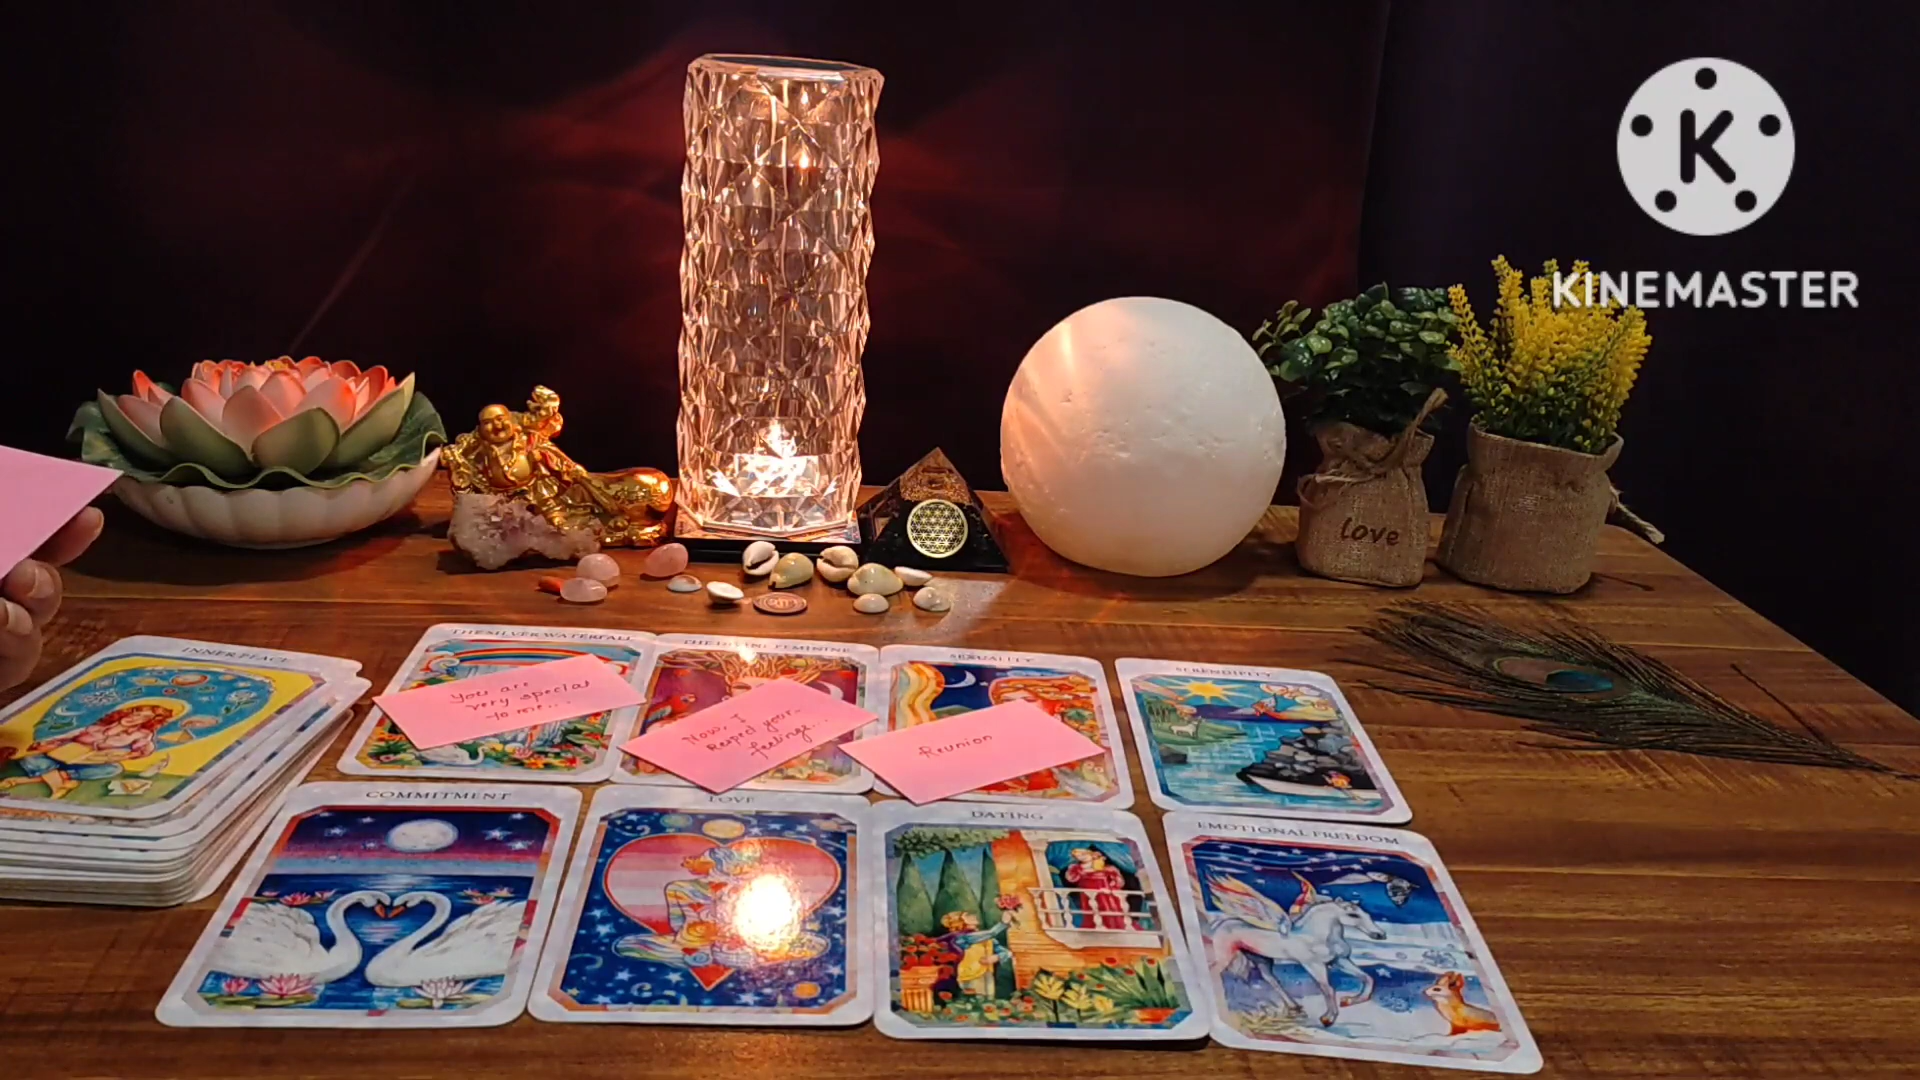 K
KINEMASTER
love
INNER PEACE
THE SILVER WATERFALL
FEMININE
SEXUALITY
SERENDIPITY
You are
very special
to me...
Now, I
Respect your
feelings...
Reunion
COMMITMENT
LOVE
DATING
EMOTIONAL FREEDOM